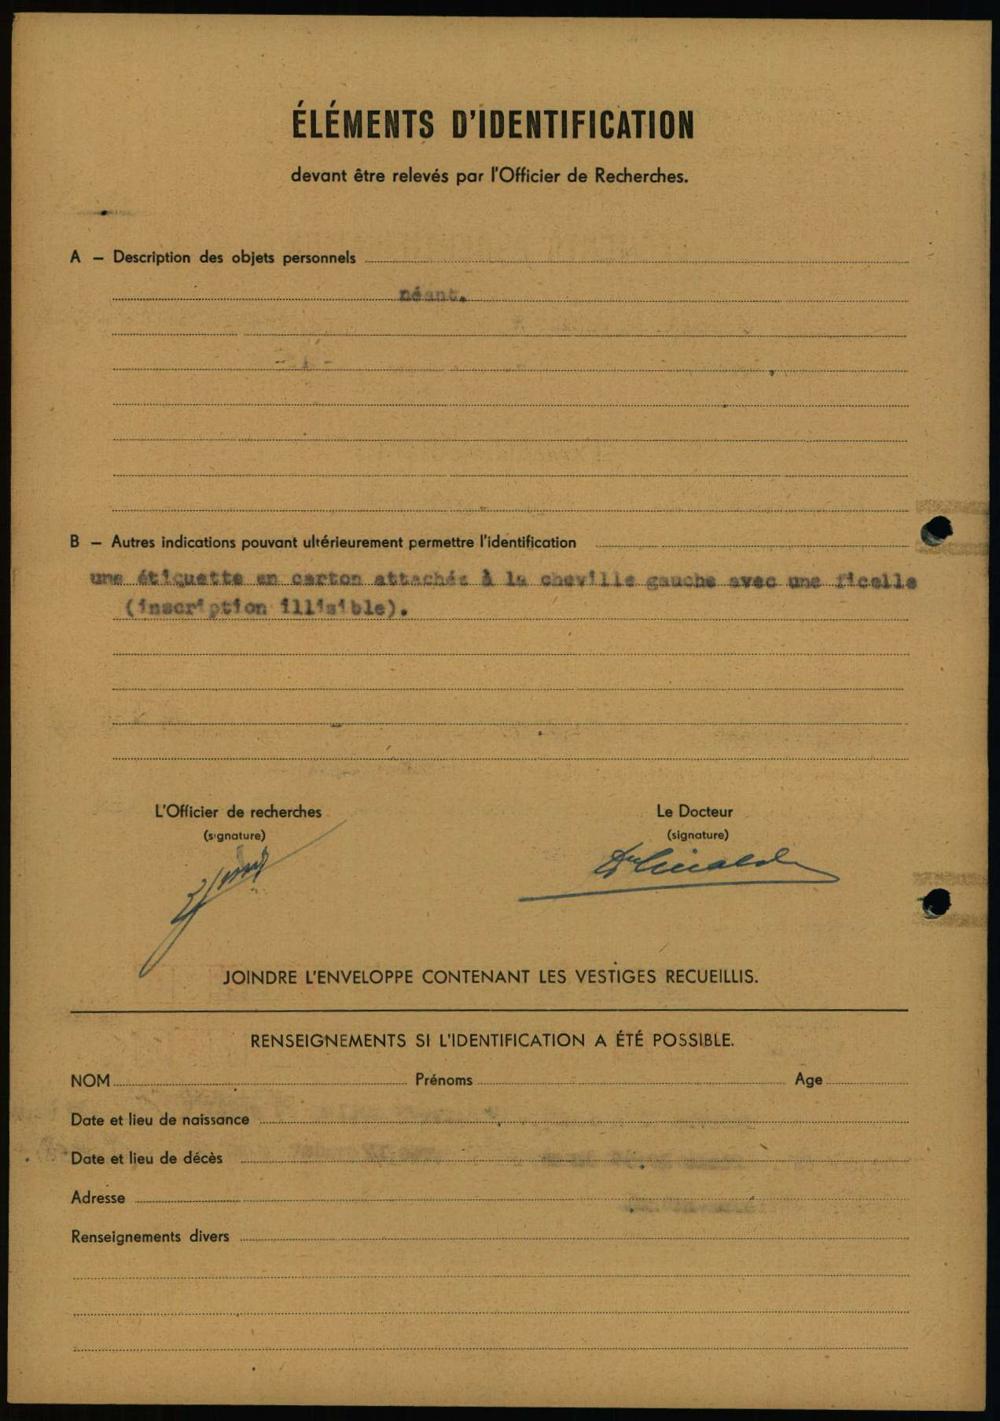 ÉLÉMENTS D'IDENTIFICATION
devant être relevés par l'Officier de Recherches.
A – Description des objets personnels
néant.
B – Autres indications pouvant ultérieurement permettre l'identification
une étiquette en carton attachée à la cheville gauche avec une ficelle
(inscription illisible).
L'Officier de recherches
(signature)
Le Docteur
(signature)
JOINDRE L'ENVELOPPE CONTENANT LES VESTIGES RECUEILLIS.
RENSEIGNEMENTS SI L'IDENTIFICATION A ÉTÉ POSSIBLE.
NOM Prénoms Age
Date et lieu de naissance
Date et lieu de décès
Adresse
Renseignements divers